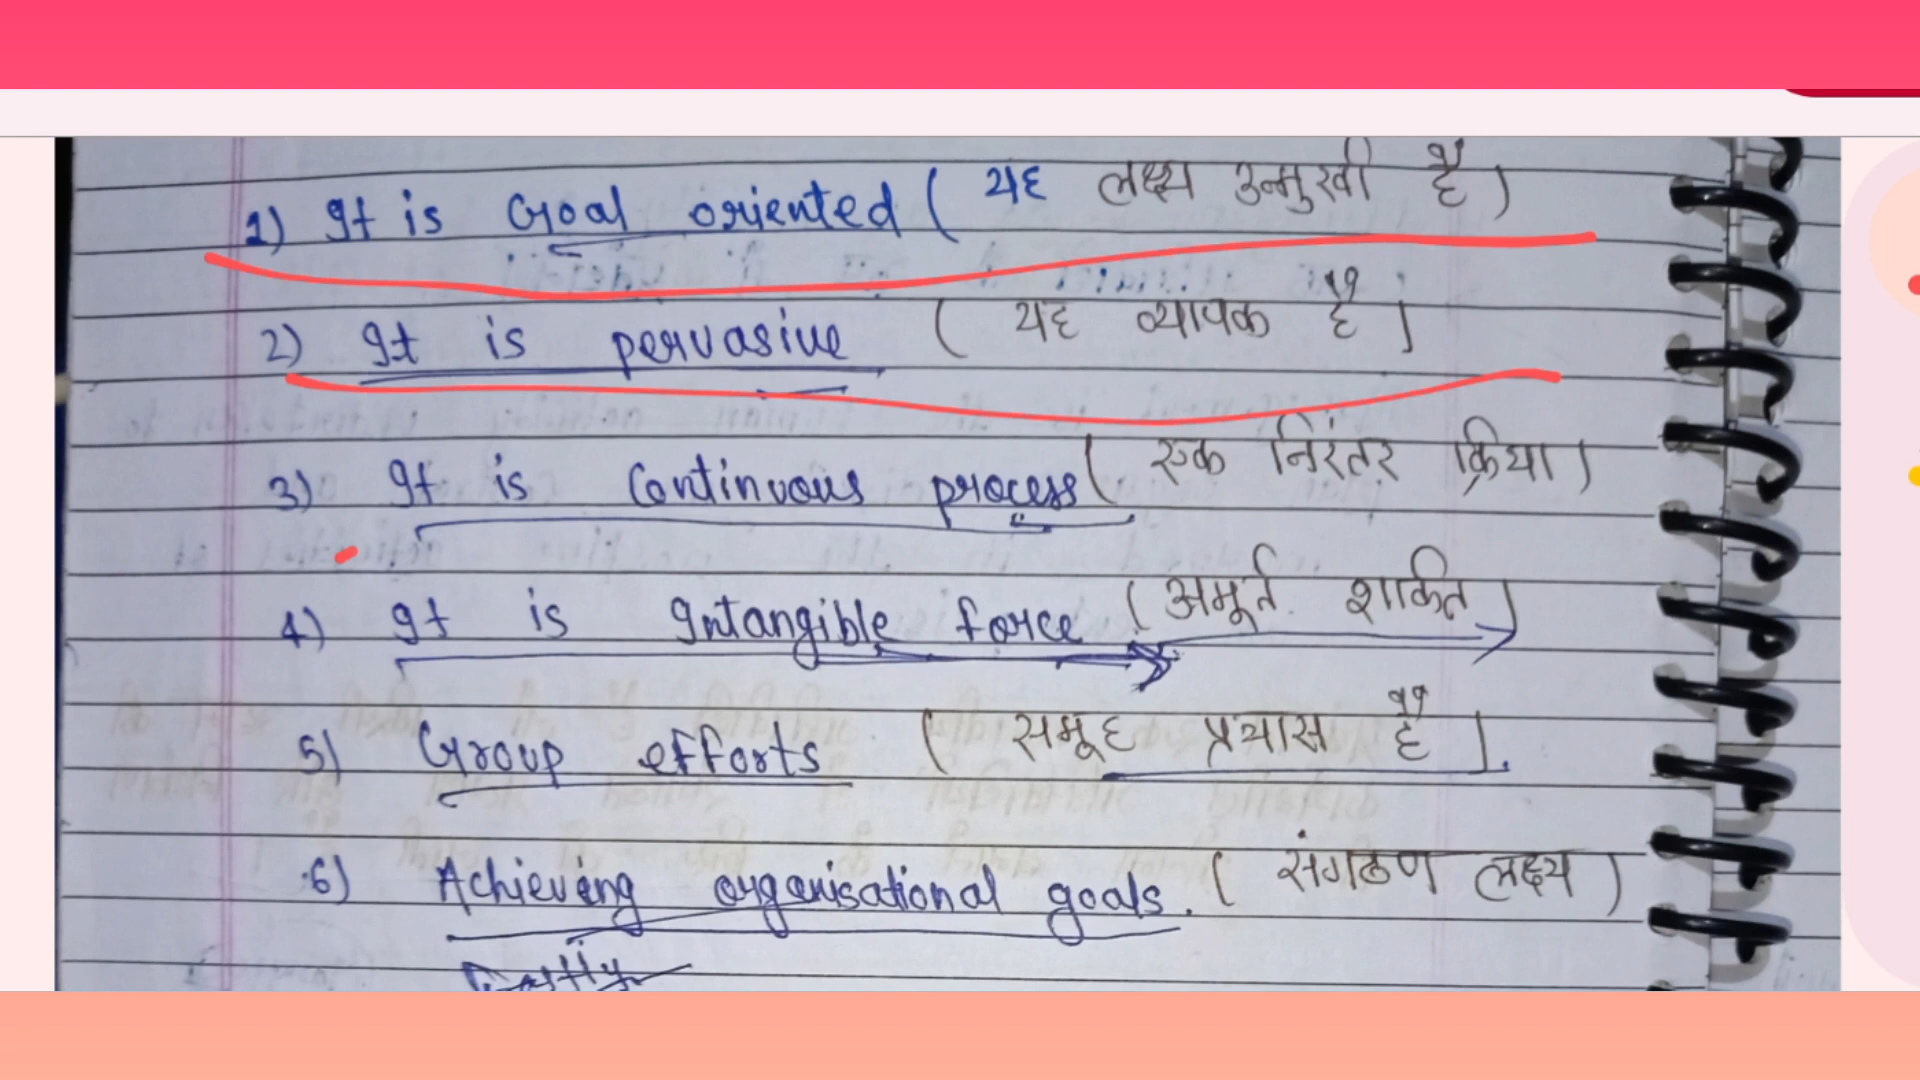 1) It is Goal oriented ( यह लक्ष्य उन्मुखी है )
2) It is pervasive ( यह व्यापक है ]
3) It is Continuous process ( एक निरंतर क्रिया )
4) It is Intangible force ( अमूर्त शक्ति )
5) Group efforts ( समूह प्रयास है ].
6) Achieving organisational goals. ( संगठण लक्ष्य )